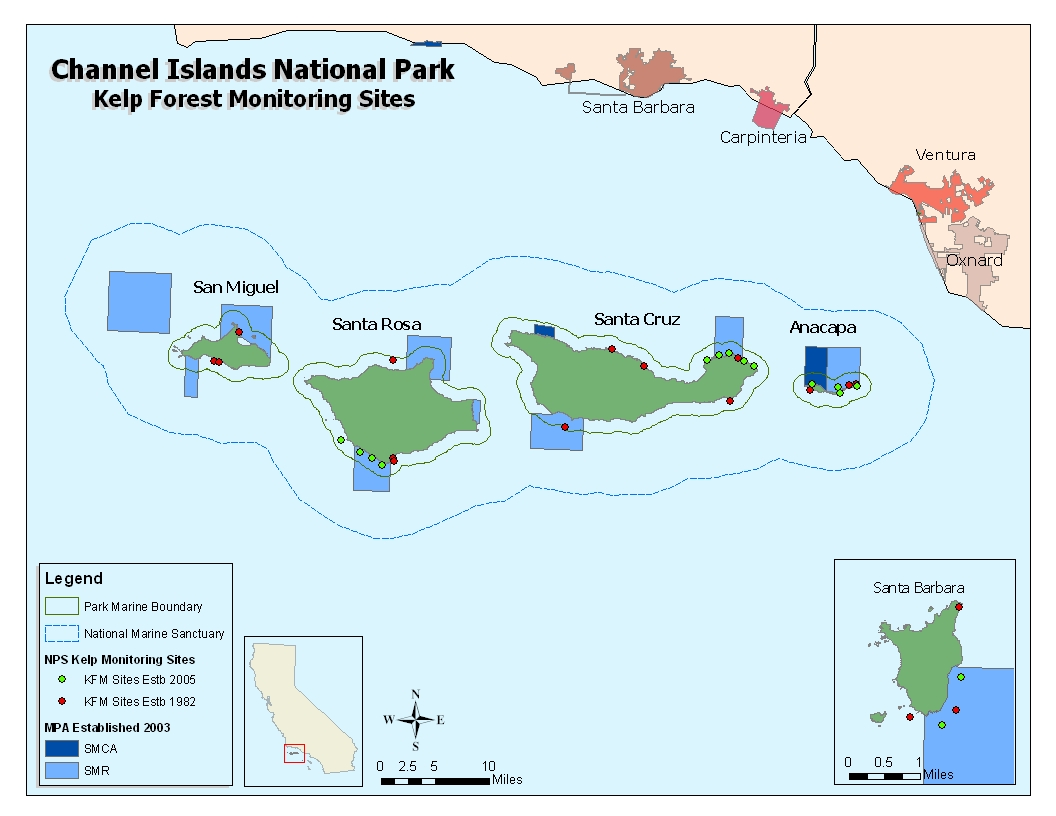 Channel Islands National Park
Kelp Forest Monitoring Sites
Santa Barbara
Carpinteria
Ventura
Oxnard
San Miguel
Santa Rosa
Santa Cruz
Anacapa
Legend
Park Marine Boundary
National Marine Sanctuary
NPS Kelp Monitoring Sites
KFM Sites Estb 2005
KFM Sites Estb 1982
MPA Established 2003
SMCA
SMR
N
W E
S
0 2.5 5 10
Miles
Santa Barbara
0 0.5 1
Miles